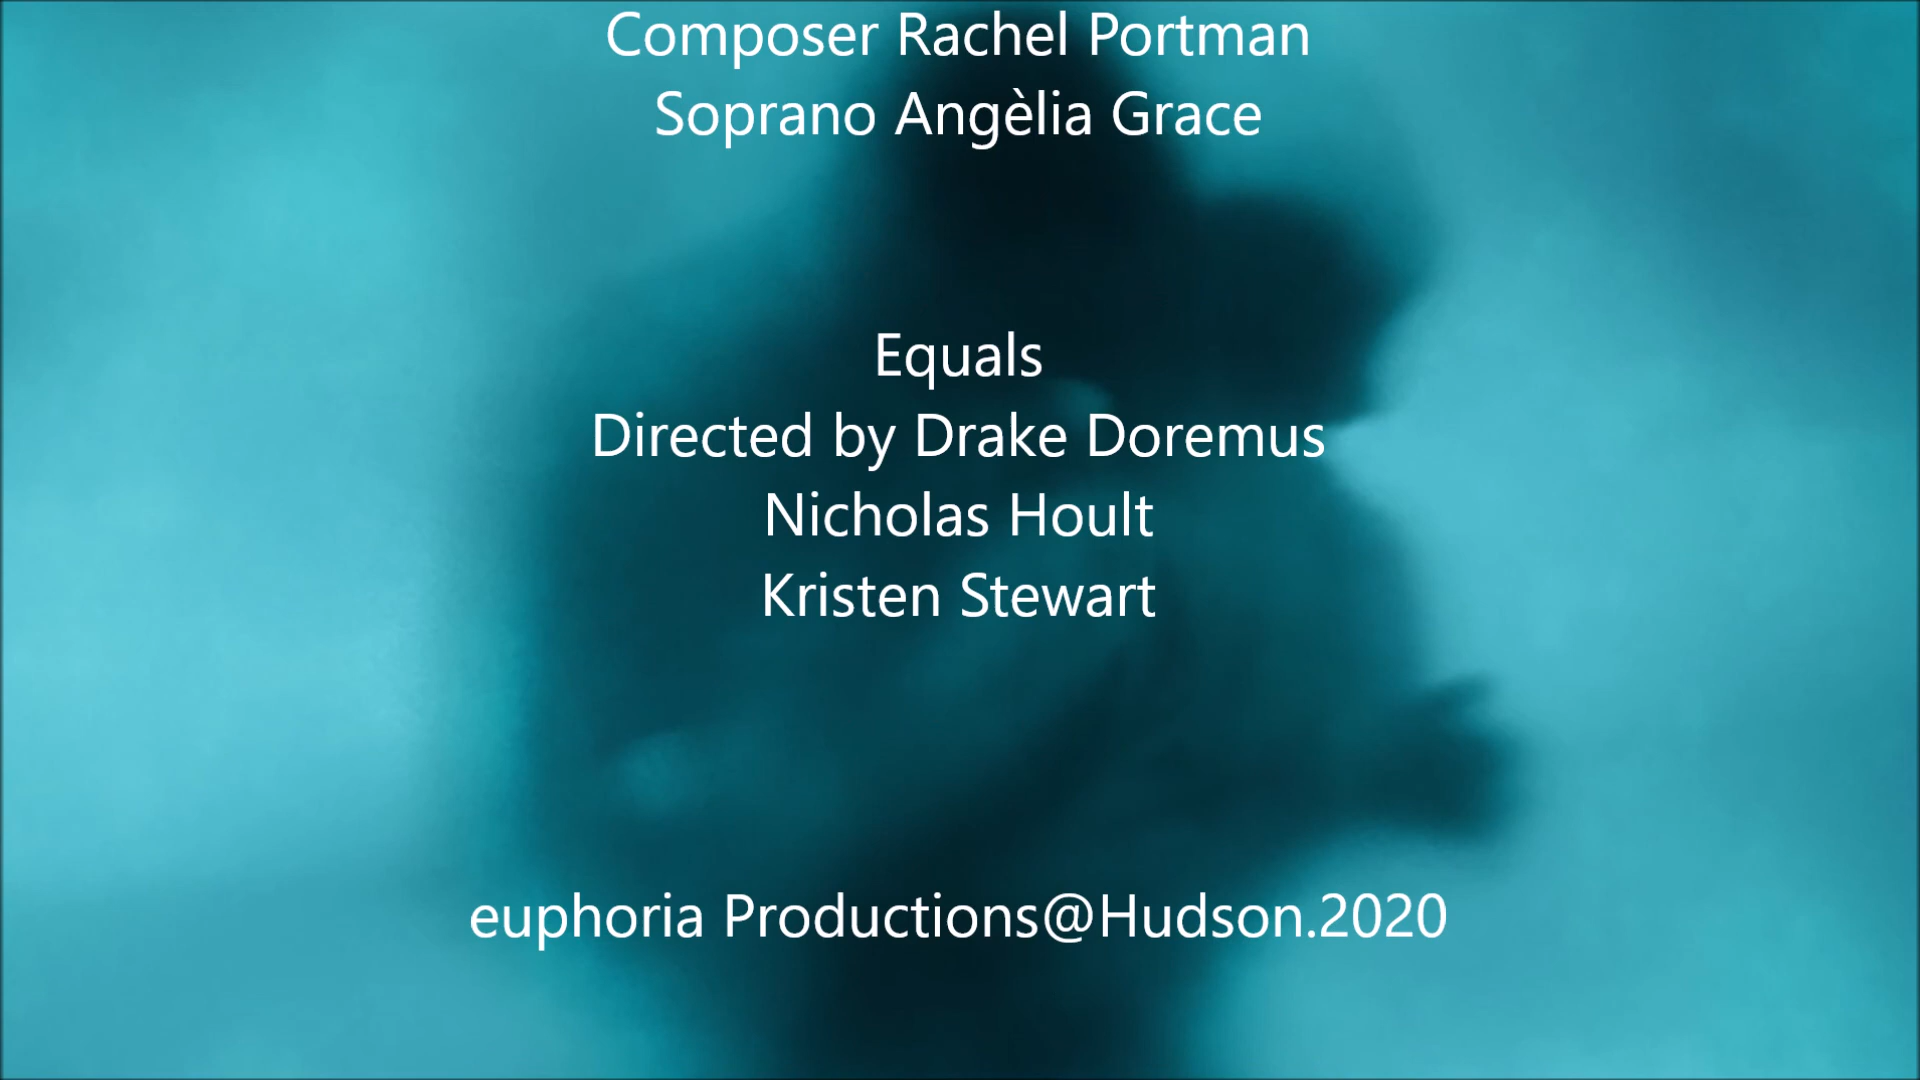 Composer Rachel Portman
Soprano Angèlia Grace
Equals
Directed by Drake Doremus
Nicholas Hoult
Kristen Stewart
euphoria Productions@Hudson.2020